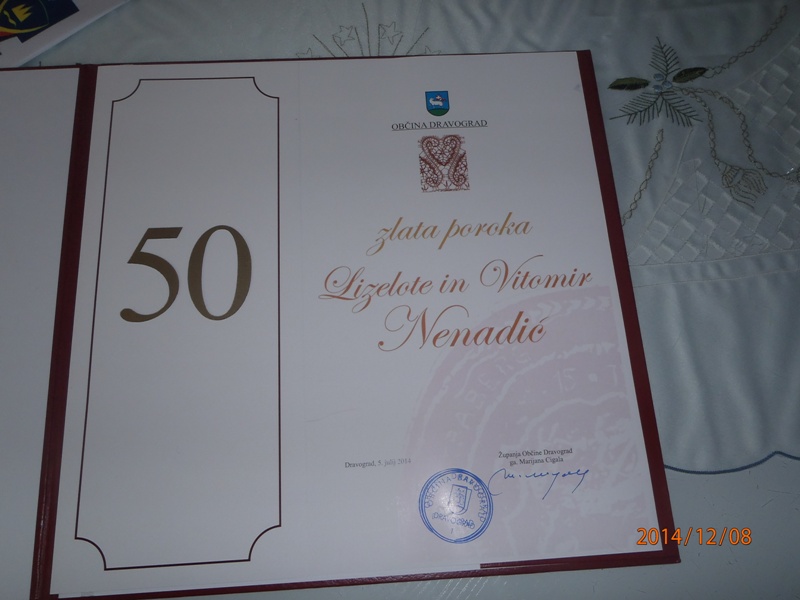 50
OBČINA DRAVOGRAD
zlata poroka
Lizelote in Vitomir
Nenadić
Dravograd, 5. julij 2014
Županja Občine Dravograd
ga. Marijana Cigala
2014/12/08